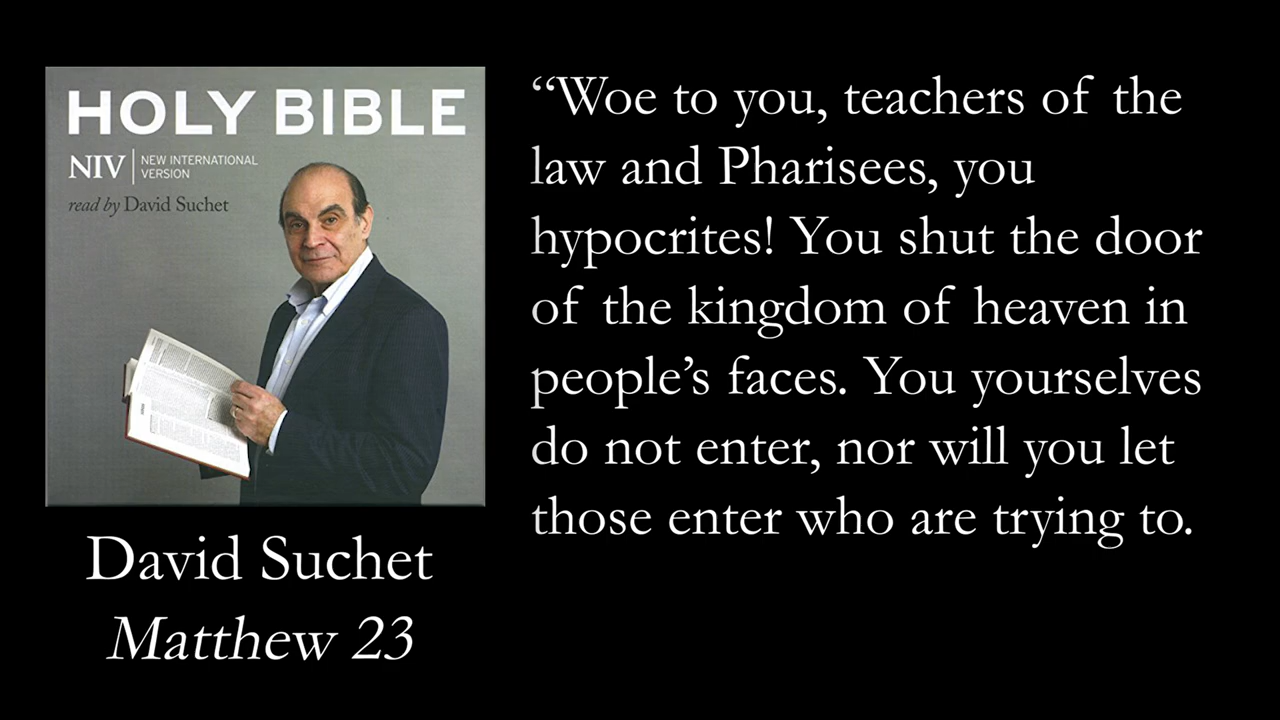 HOLY BIBLE
NIV
NEW INTERNATIONAL
VERSION
read by David Suchet
David Suchet
Matthew 23
“Woe to you, teachers of the
law and Pharisees, you
hypocrites! You shut the door
of the kingdom of heaven in
people’s faces. You yourselves
do not enter, nor will you let
those enter who are trying to.